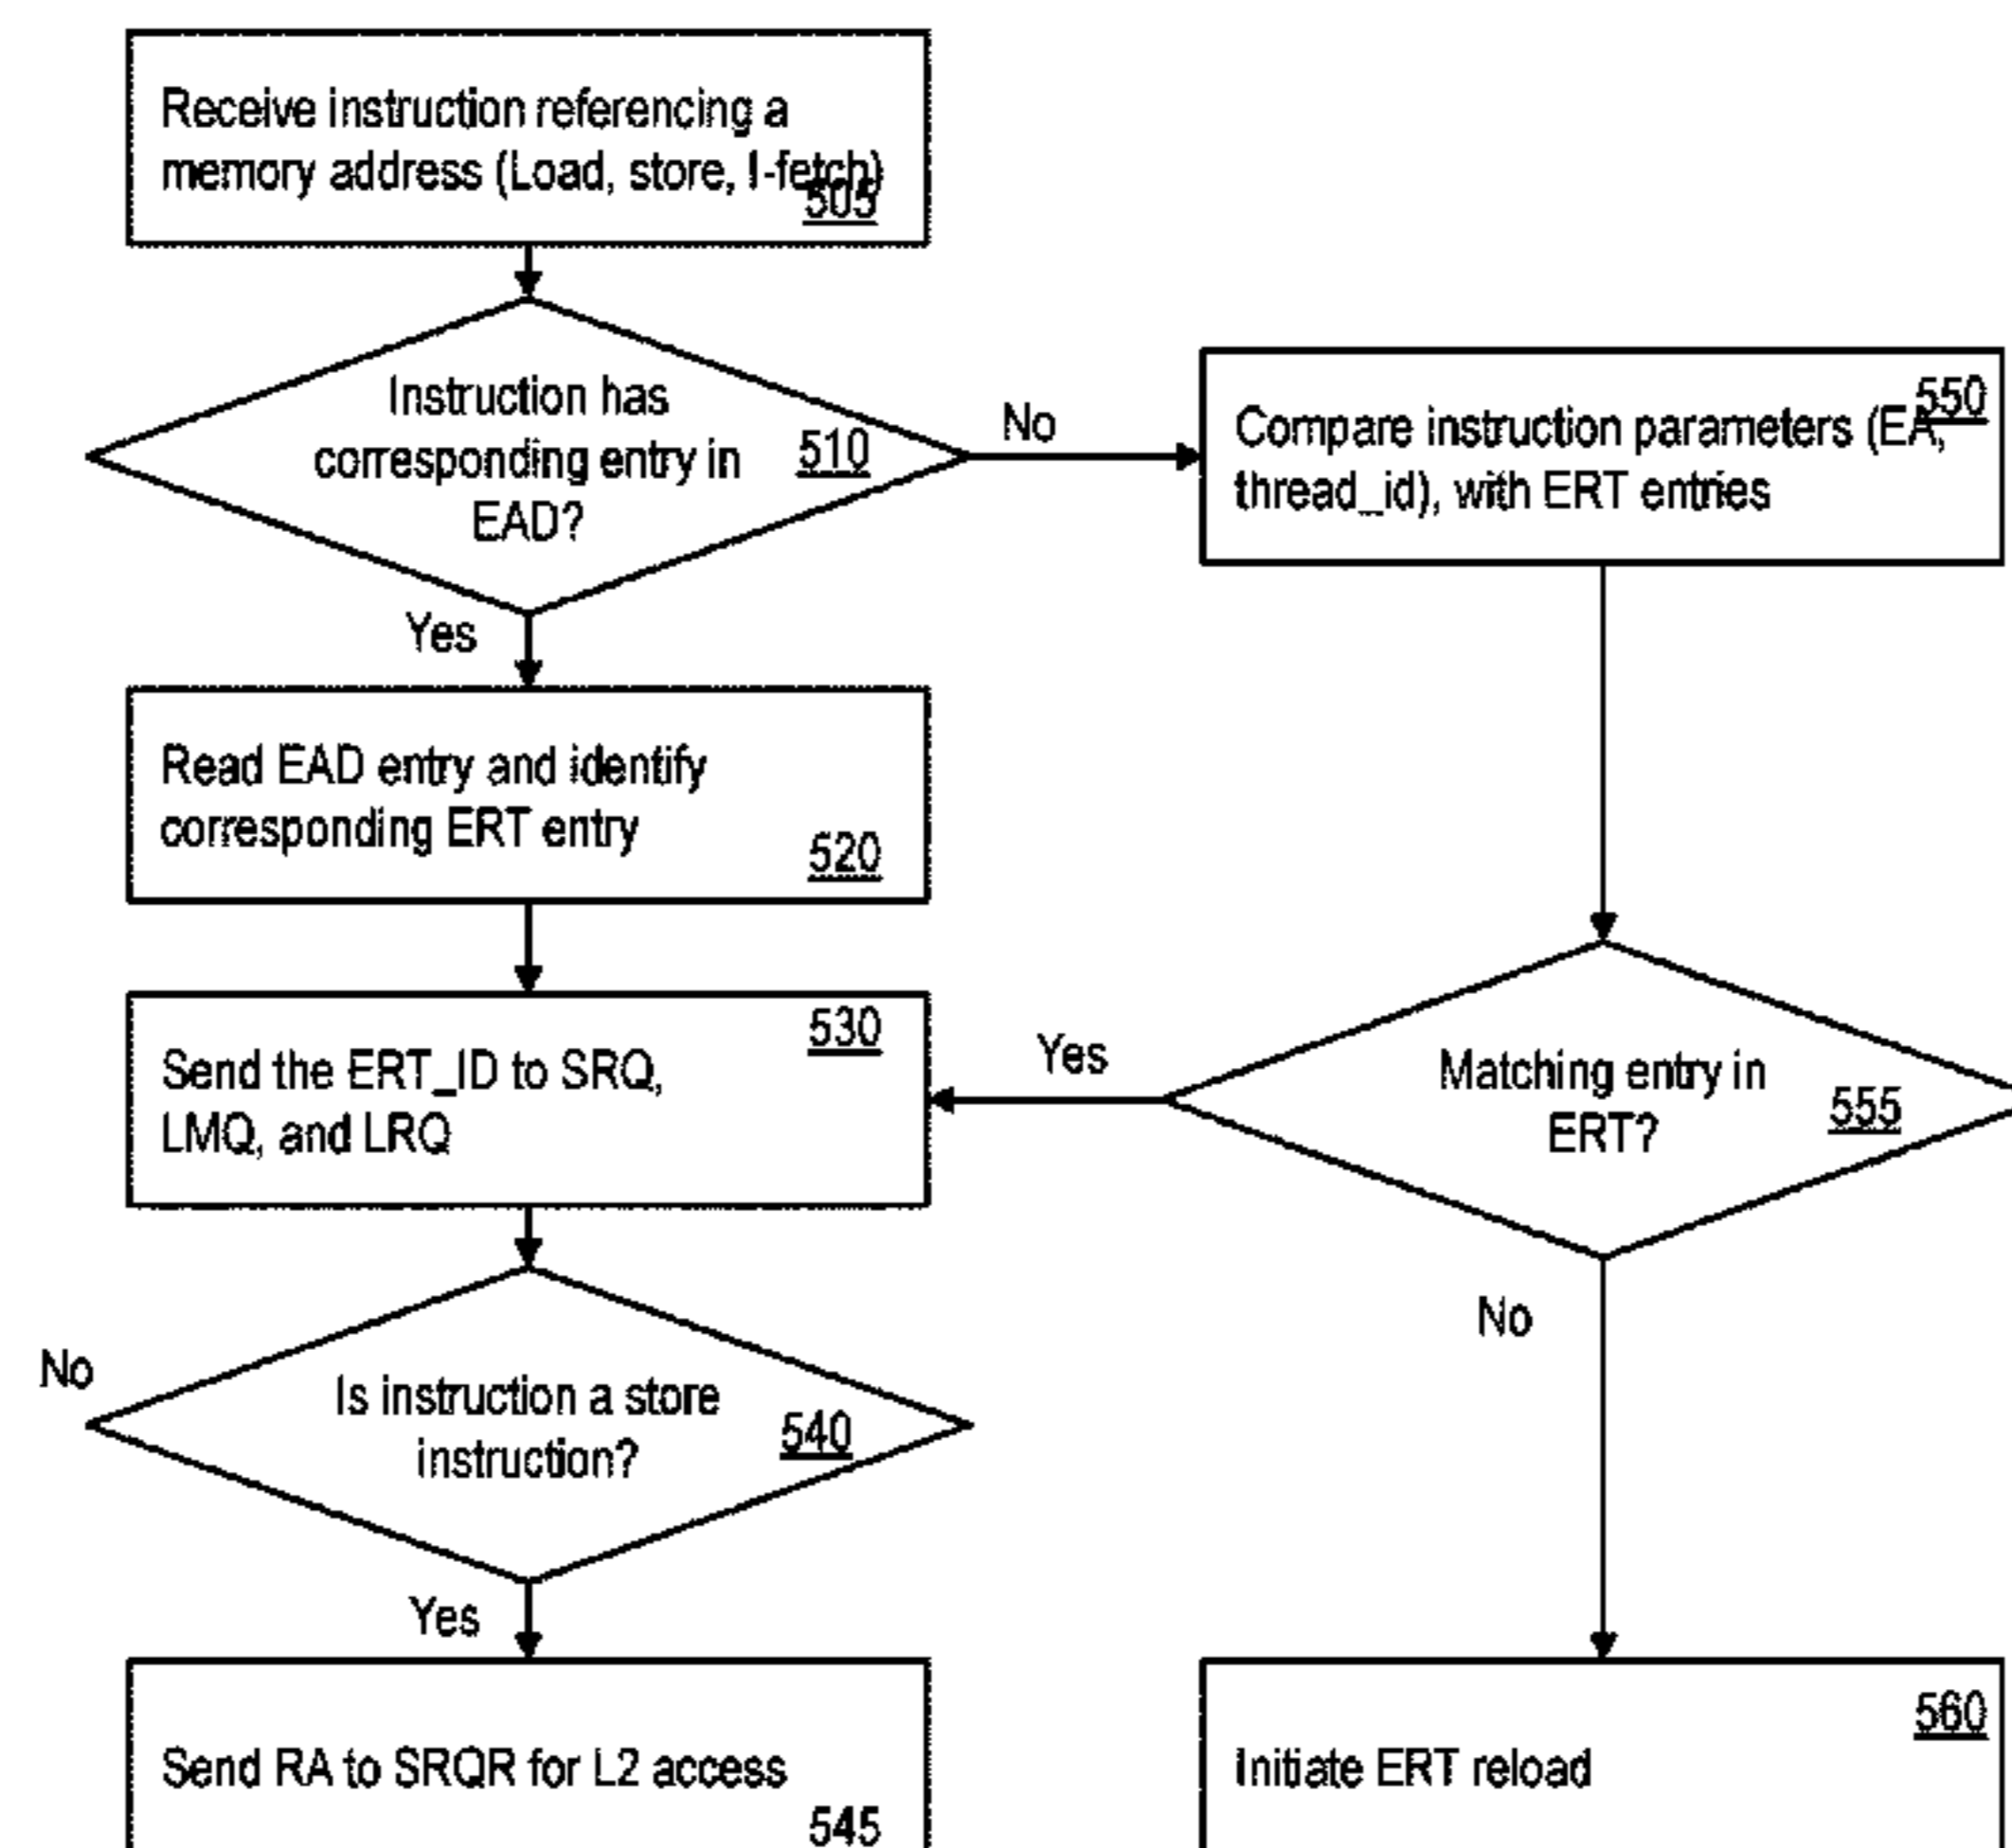 Receive instruction referencing a
memory address (Load, store, I-fetch)
505
Instruction has
corresponding entry in
EAD?
510
No
Compare instruction parameters (EA,
thread_id), with ERT entries
550
Yes
Read EAD entry and identify
corresponding ERT entry
520
530
Send the ERT_ID to SRQ,
LMQ, and LRQ
Yes
Matching entry in
ERT?
555
No
No
Is instruction a store
instruction?
540
Yes
Send RA to SRQR for L2 access
545
560
Initiate ERT reload